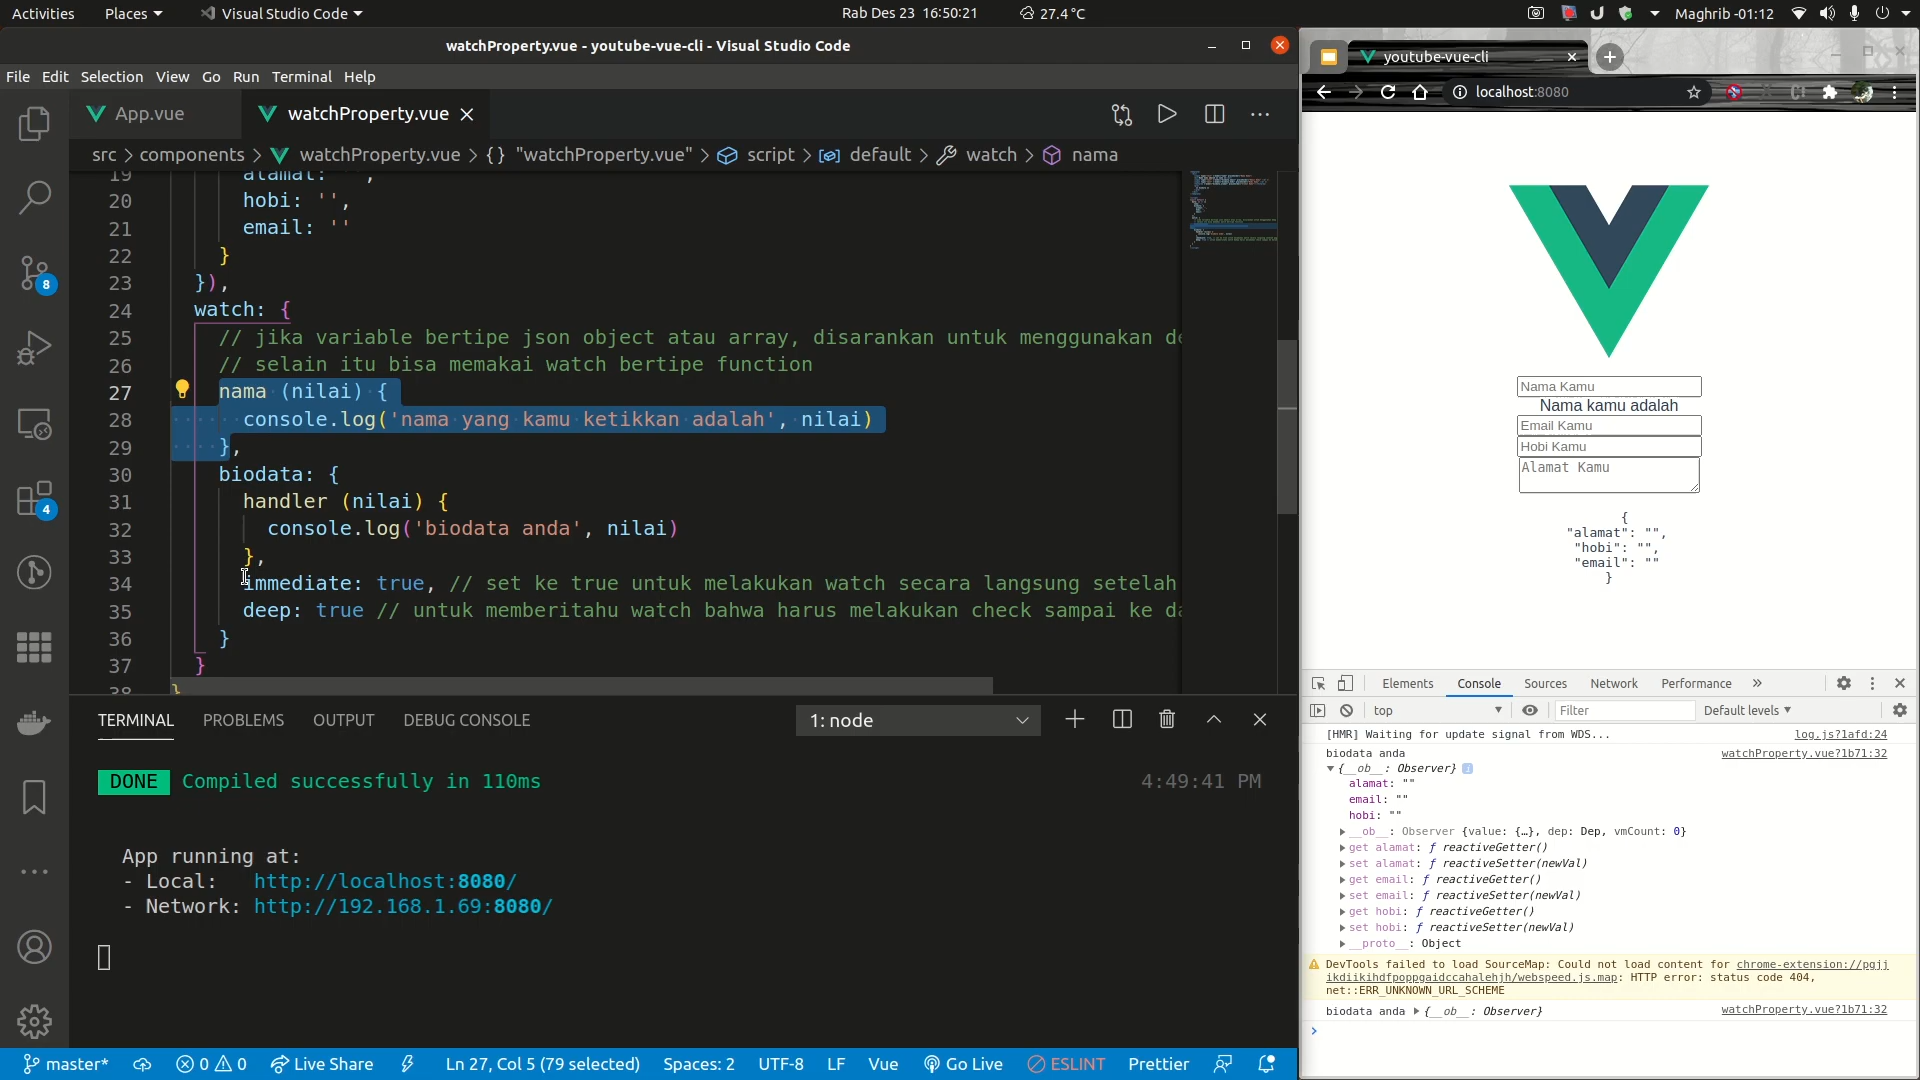 Activities Places Visual Studio Code Rab Des 23 16:50:21 27.4°C Maghrib -01:12
watchProperty.vue - youtube-vue-cli - Visual Studio Code
File Edit Selection View Go Run Terminal Help
App.vue watchProperty.vue
src > components > watchProperty.vue > {} "watchProperty.vue" > script > default > watch > nama
19 alamat: '',
20 hobi: '',
21 email: ''
22 }
23 }),
24 watch: {
25 // jika variable bertipe json object atau array, disarankan untuk menggunakan de
26 // selain itu bisa memakai watch bertipe function
27 nama (nilai) {
28 console.log('nama yang kamu ketikkan adalah', nilai)
29 },
30 biodata: {
31 handler (nilai) {
32 console.log('biodata anda', nilai)
33 },
34 immediate: true, // set ke true untuk melakukan watch secara langsung setelah
35 deep: true // untuk memberitahu watch bahwa harus melakukan check sampai ke da
36 }
37 }
38 }
8
4
TERMINAL PROBLEMS OUTPUT DEBUG CONSOLE 1: node
DONE Compiled successfully in 110ms 4:49:41 PM
App running at:
- Local: http://localhost:8080/
- Network: http://192.168.1.69:8080/
master* 0 0 Live Share Ln 27, Col 5 (79 selected) Spaces: 2 UTF-8 LF Vue Go Live ESLINT Prettier
youtube-vue-cli
localhost:8080
Nama Kamu
Nama kamu adalah
Email Kamu
Hobi Kamu
Alamat Kamu
{
"alamat": "",
"hobi": "",
"email": ""
}
Elements Console Sources Network Performance »
top Filter Default levels
[HMR] Waiting for update signal from WDS... log.js?1afd:24
biodata anda watchProperty.vue?1b71:32
{__ob__: Observer} i
alamat: ""
email: ""
hobi: ""
__ob__: Observer {value: {…}, dep: Dep, vmCount: 0}
get alamat: ƒ reactiveGetter()
set alamat: ƒ reactiveSetter(newVal)
get email: ƒ reactiveGetter()
set email: ƒ reactiveSetter(newVal)
get hobi: ƒ reactiveGetter()
set hobi: ƒ reactiveSetter(newVal)
__proto__: Object
DevTools failed to load SourceMap: Could not load content for chrome-extension://pgjj
ikdiikihdfpoppgaidccahalehjh/webspeed.js.map: HTTP error: status code 404,
net::ERR_UNKNOWN_URL_SCHEME
biodata anda {__ob__: Observer} watchProperty.vue?1b71:32